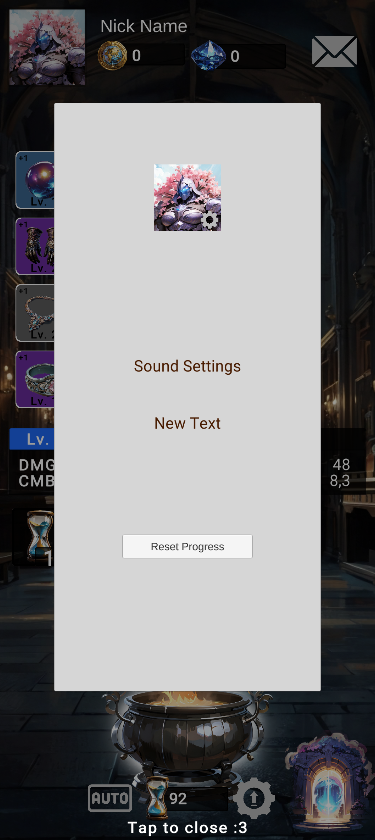 Nick Name
0 0
+1
Lv.
+1
Lv.
+1
+1
Lv.
Sound Settings
New Text
Lv.
DMG 48
CMB 8,3
Reset Progress
1
AUTO 92
Tap to close :3